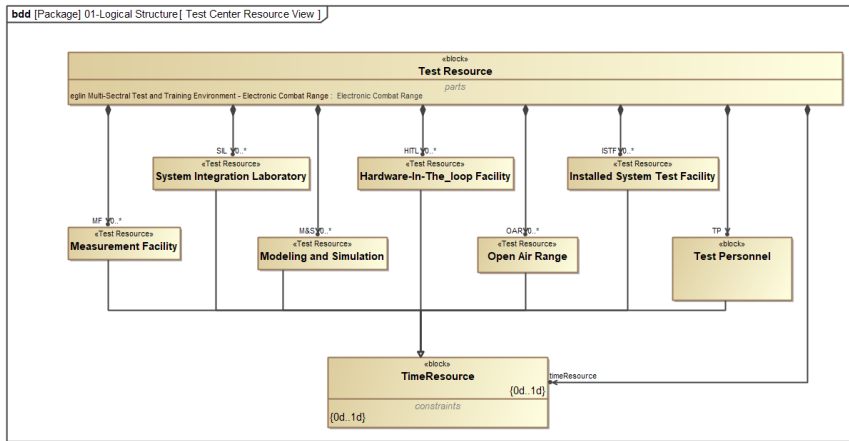 bdd [Package] 01-Logical Structure [ Test Center Resource View ]
«block»
Test Resource
parts
eglin Multi-Sectral Test and Training Environment - Electronic Combat Range : Electronic Combat Range
SIL 0..*
HITL 0..*
ISTF 0..*
«Test Resource»
System Integration Laboratory
«Test Resource»
Hardware-In-The_loop Facility
«Test Resource»
Installed System Test Facility
MF 0..*
M&S 0..*
OAR 0..*
TP
«Test Resource»
Measurement Facility
«Test Resource»
Modeling and Simulation
«Test Resource»
Open Air Range
«block»
Test Personnel
«block»
TimeResource
{0d..1d}
constraints
{0d..1d}
timeResource